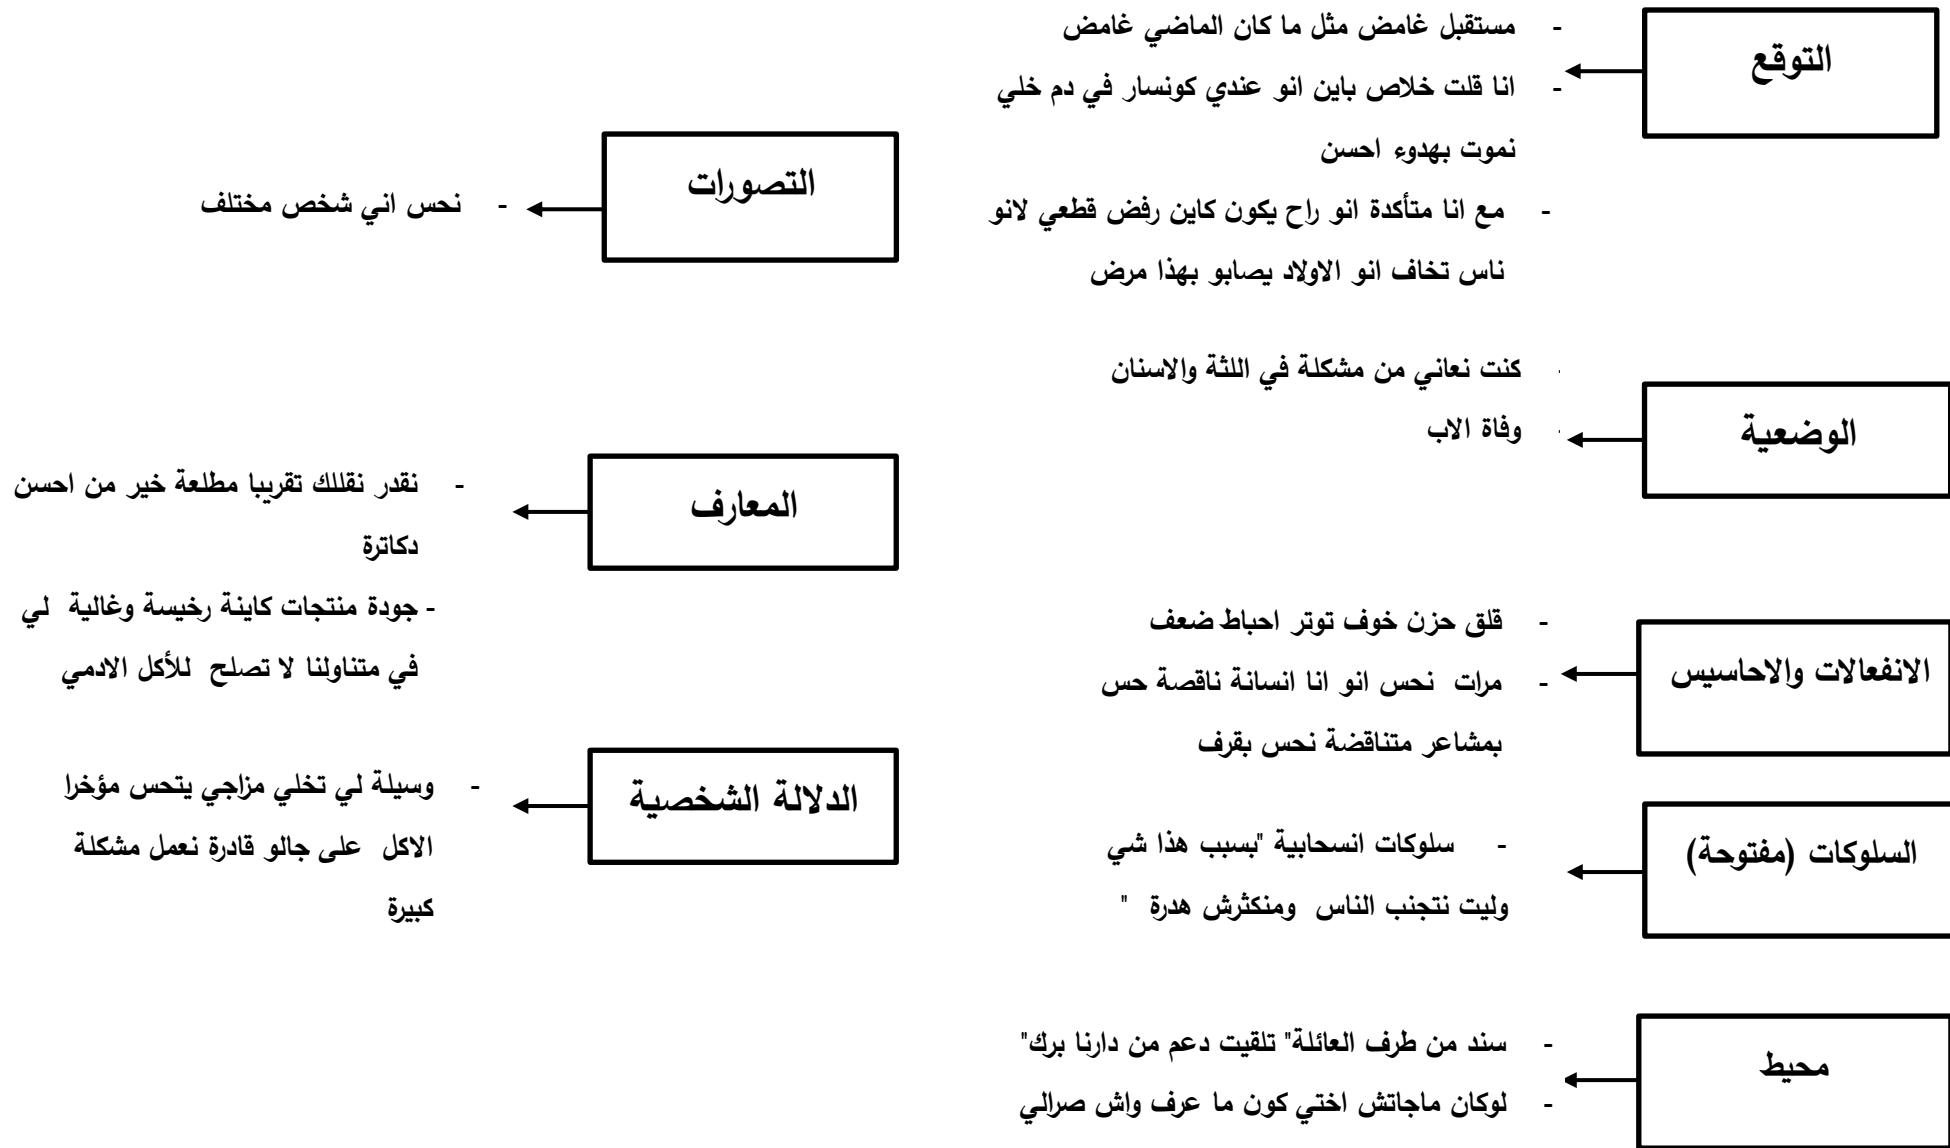 التوقع
- مستقبل غامض مثل ما كان الماضي غامض
- انا قلت خلاص باين انو عندي كونسار في دم خلي
نموت بهدوء احسن
- مع انا متأكدة انو راح يكون كاين رفض قطعي لانو
ناس تخاف انو الاولاد يصابو بهذا مرض
الوضعية
- كنت نعاني من مشكلة في اللثة والاسنان
- وفاة الاب
الانفعالات والاحاسيس
- قلق حزن خوف توتر احباط ضعف
- مرات نحس انو انا انسانة ناقصة حس
بمشاعر متناقضة نحس بقرف
السلوكات (مفتوحة)
- سلوكات انسحابية "بسبب هذا شي
وليت نتجنب الناس ومنكثرش هدرة "
محيط
- سند من طرف العائلة" تلقيت دعم من دارنا برك"
- لوكان ماجاتش اختي كون ما عرف واش صرالي
التصورات
- نحس اني شخص مختلف
المعارف
- نقدر نقللك تقريبا مطلعة خير من احسن
دكاترة
- جودة منتجات كاينة رخيسة وغالية لي
في متناولنا لا تصلح للأكل الادمي
الدلالة الشخصية
- وسيلة لي تخلي مزاجي يتحس مؤخرا
الاكل على جالو قادرة نعمل مشكلة
كبيرة